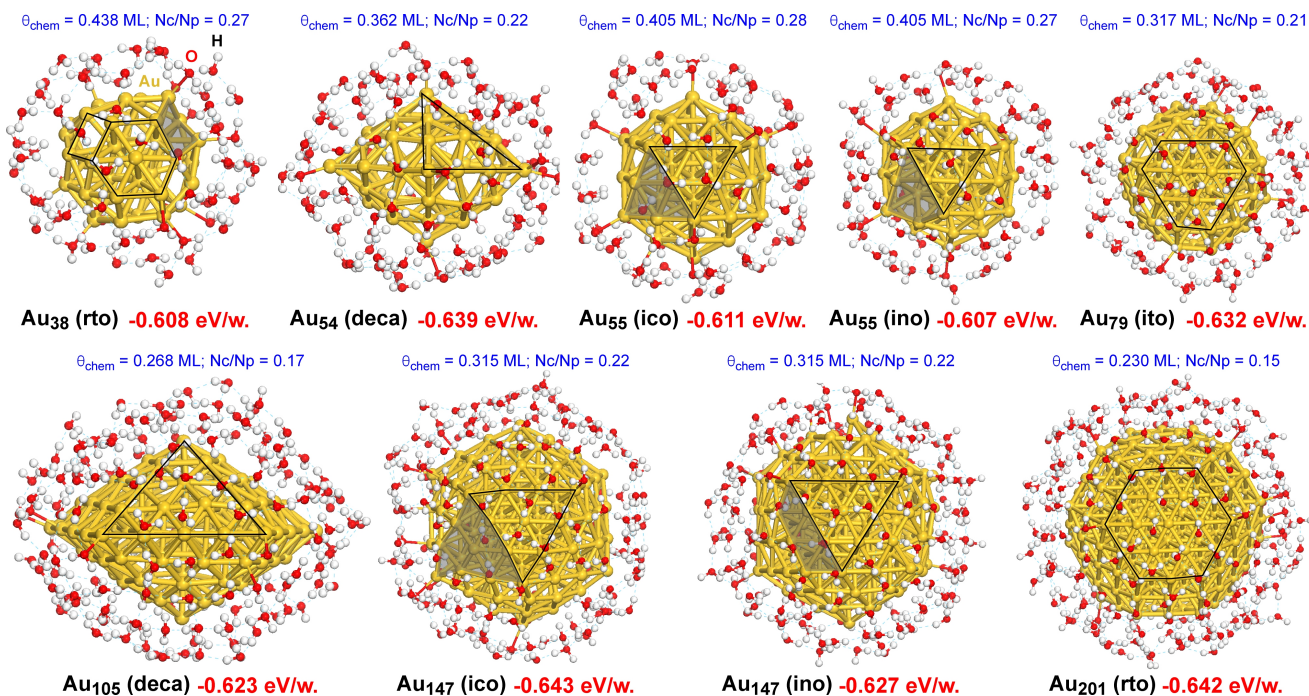 θchem = 0.438 ML; Nc/Np = 0.27
θchem = 0.362 ML; Nc/Np = 0.22
θchem = 0.405 ML; Nc/Np = 0.28
θchem = 0.405 ML; Nc/Np = 0.27
θchem = 0.317 ML; Nc/Np = 0.21
H
O
Au
Au38 (rto) -0.608 eV/w.
Au54 (deca) -0.639 eV/w.
Au55 (ico) -0.611 eV/w.
Au55 (ino) -0.607 eV/w.
Au79 (ito) -0.632 eV/w.
θchem = 0.268 ML; Nc/Np = 0.17
θchem = 0.315 ML; Nc/Np = 0.22
θchem = 0.315 ML; Nc/Np = 0.22
θchem = 0.230 ML; Nc/Np = 0.15
Au105 (deca) -0.623 eV/w.
Au147 (ico) -0.643 eV/w.
Au147 (ino) -0.627 eV/w.
Au201 (rto) -0.642 eV/w.